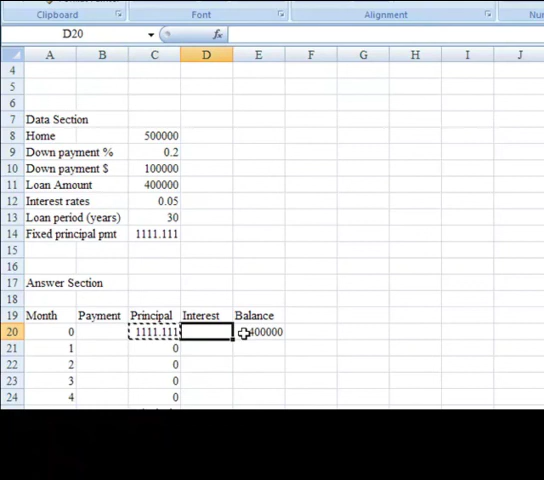 Clipboard Font Alignment
D20 fx
A B C D E F G H I J
4
5
6
7 Data Section
8 Home 500000
9 Down payment % 0.2
10 Down payment $ 100000
11 Loan Amount 400000
12 Interest rates 0.05
13 Loan period (years) 30
14 Fixed principal pmt 1111.111
15
16
17 Answer Section
18
19 Month Payment Principal Interest Balance
20 0 1111.111 400000
21 1 0
22 2 0
23 3 0
24 4 0